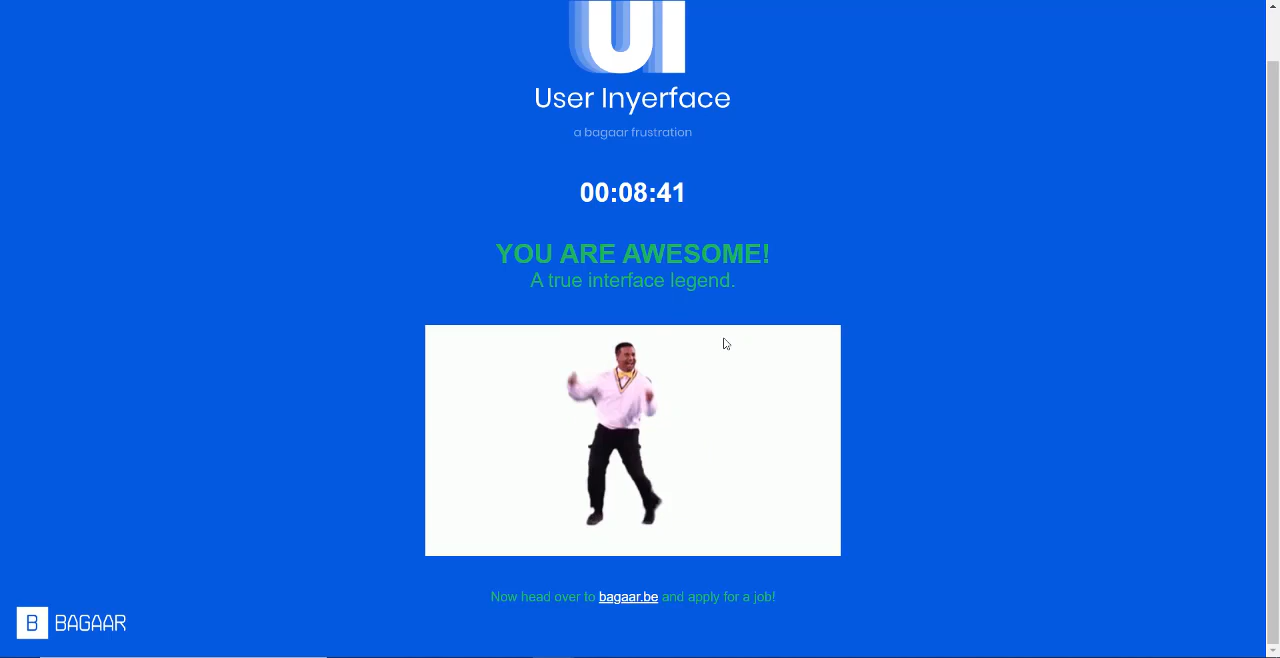 UI
User Inyerface
a bagaar frustration
00:08:41
YOU ARE AWESOME!
A true interface legend.
Now head over to bagaar.be and apply for a job!
B BAGAAR